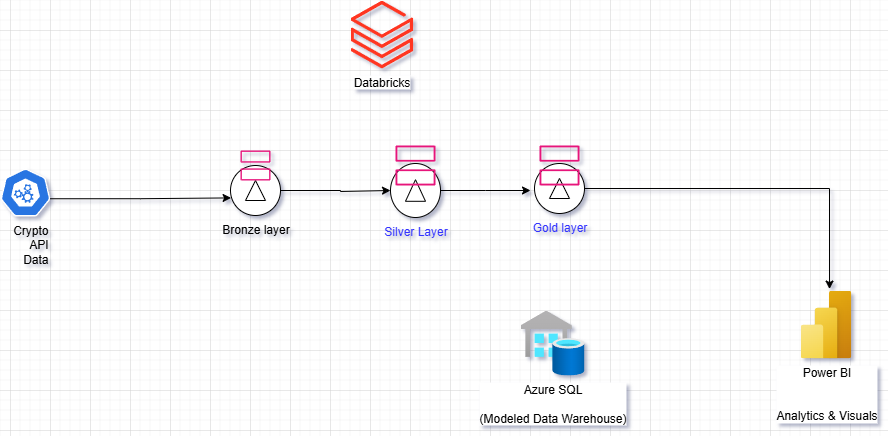 Databricks
Crypto
API
Data
Bronze layer
Silver Layer
Gold layer
Azure SQL
(Modeled Data Warehouse)
Power BI
Analytics & Visuals